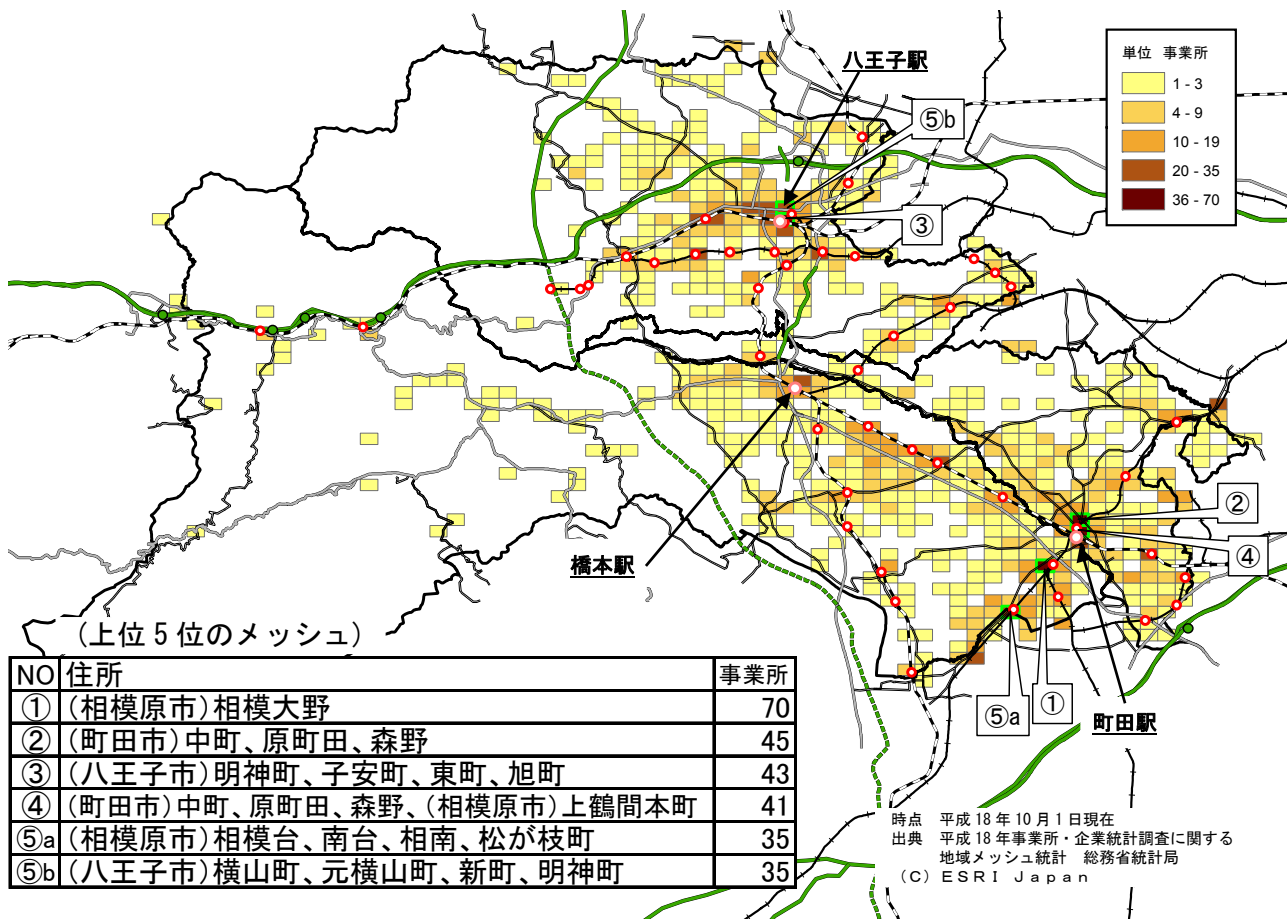 八王子駅
単位 事業所
1 - 3
4 - 9
10 - 19
20 - 35
36 - 70
⑤b
③
②
④
橋本駅
⑤a
①
町田駅
(上位5位のメッシュ)
NO 住所 事業所
① (相模原市)相模大野 70
② (町田市)中町、原町田、森野 45
③ (八王子市)明神町、子安町、東町、旭町 43
④ (町田市)中町、原町田、森野、(相模原市)上鶴間本町 41
⑤a (相模原市)相模台、南台、相南、松が枝町 35
⑤b (八王子市)横山町、元横山町、新町、明神町 35
時点 平成18年10月1日現在
出典 平成18年事業所・企業統計調査に関する
地域メッシュ統計 総務省統計局
(C) ESRI Japan